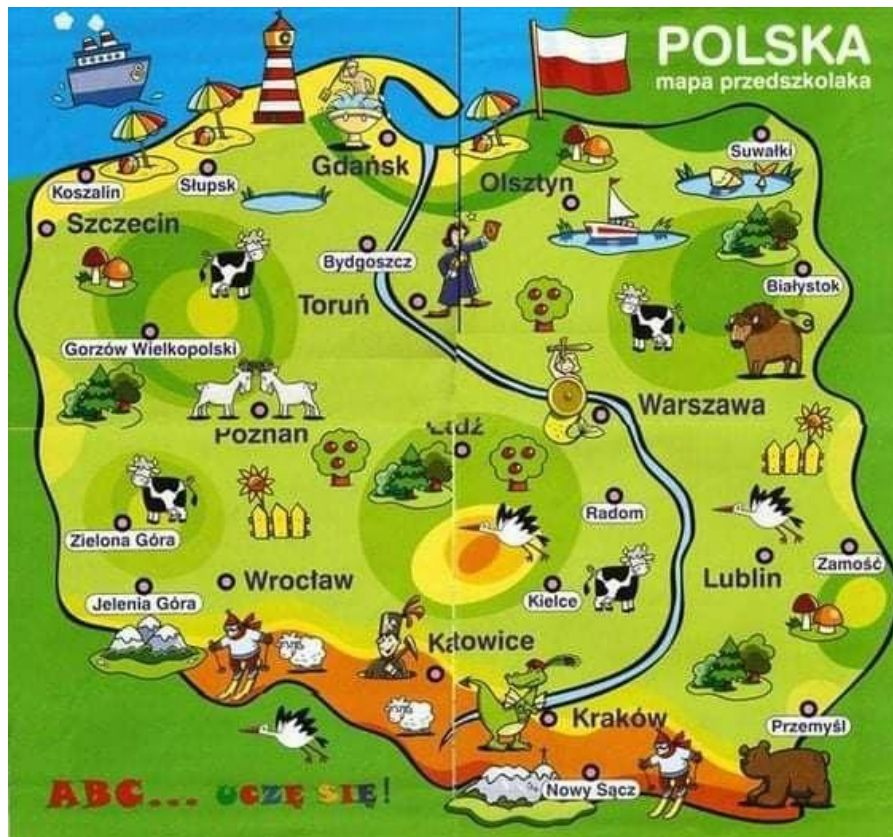 POLSKA
mapa przedszkolaka
Suwałki
Gdańsk
Koszalin
Słupsk
Olsztyn
Szczecin
Bydgoszcz
Białystok
Toruń
Gorzów Wielkopolski
Warszawa
Poznan
Łódź
Radom
Zielona Góra
Zamość
Wrocław
Lublin
Jelenia Góra
Kielce
Katowice
Kraków
Przemyśl
Nowy Sącz
ABC... UCZĘ SIĘ!